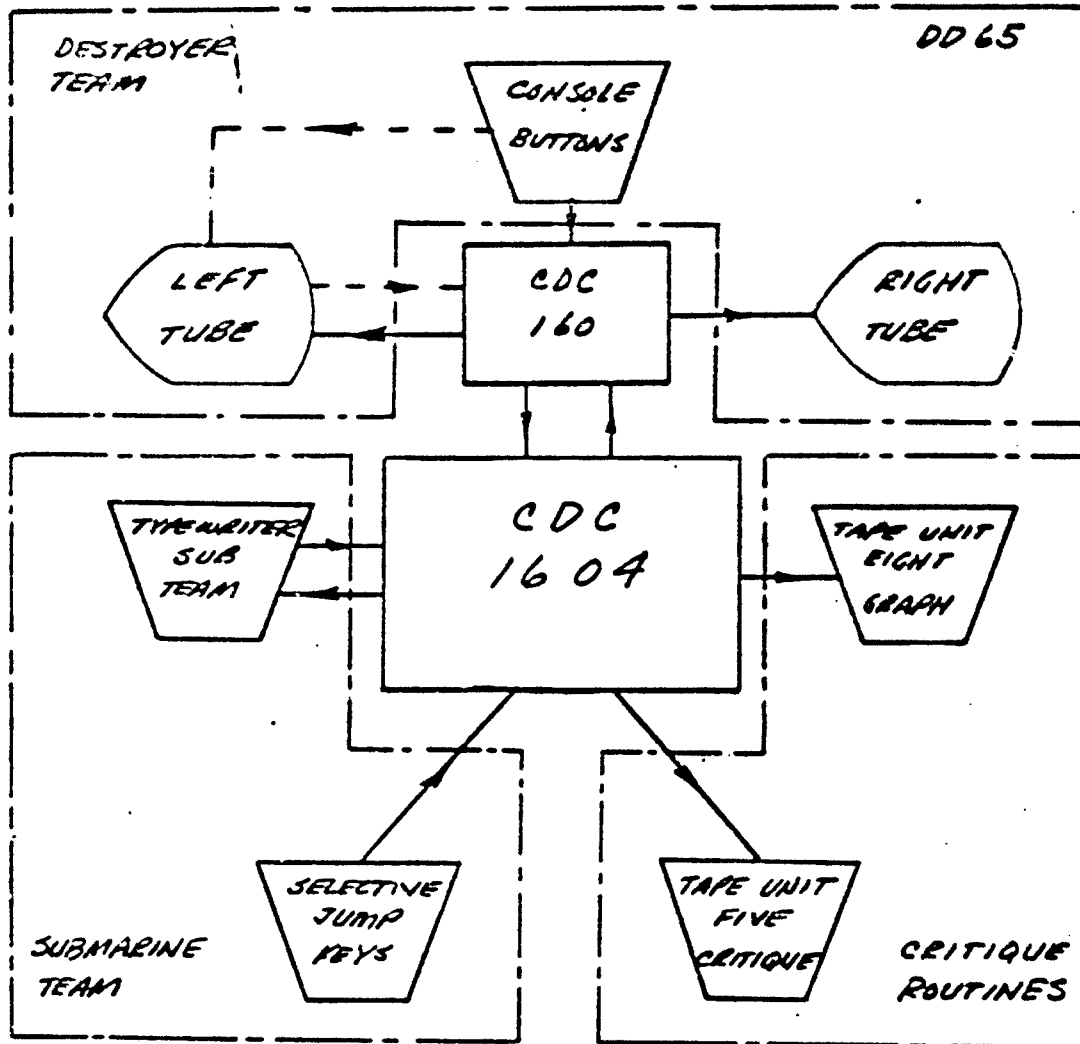 DESTROYER
TEAM
DD 65
CONSOLE
BUTTONS
LEFT
TUBE
CDC
160
RIGHT
TUBE
TYPEWRITER
SUB
TEAM
CDC
1604
TAPE UNIT
EIGHT
GRAPH
SELECTIVE
JUMP
KEYS
TAPE UNIT
FIVE
CRITIQUE
SUBMARINE
TEAM
CRITIQUE
ROUTINES